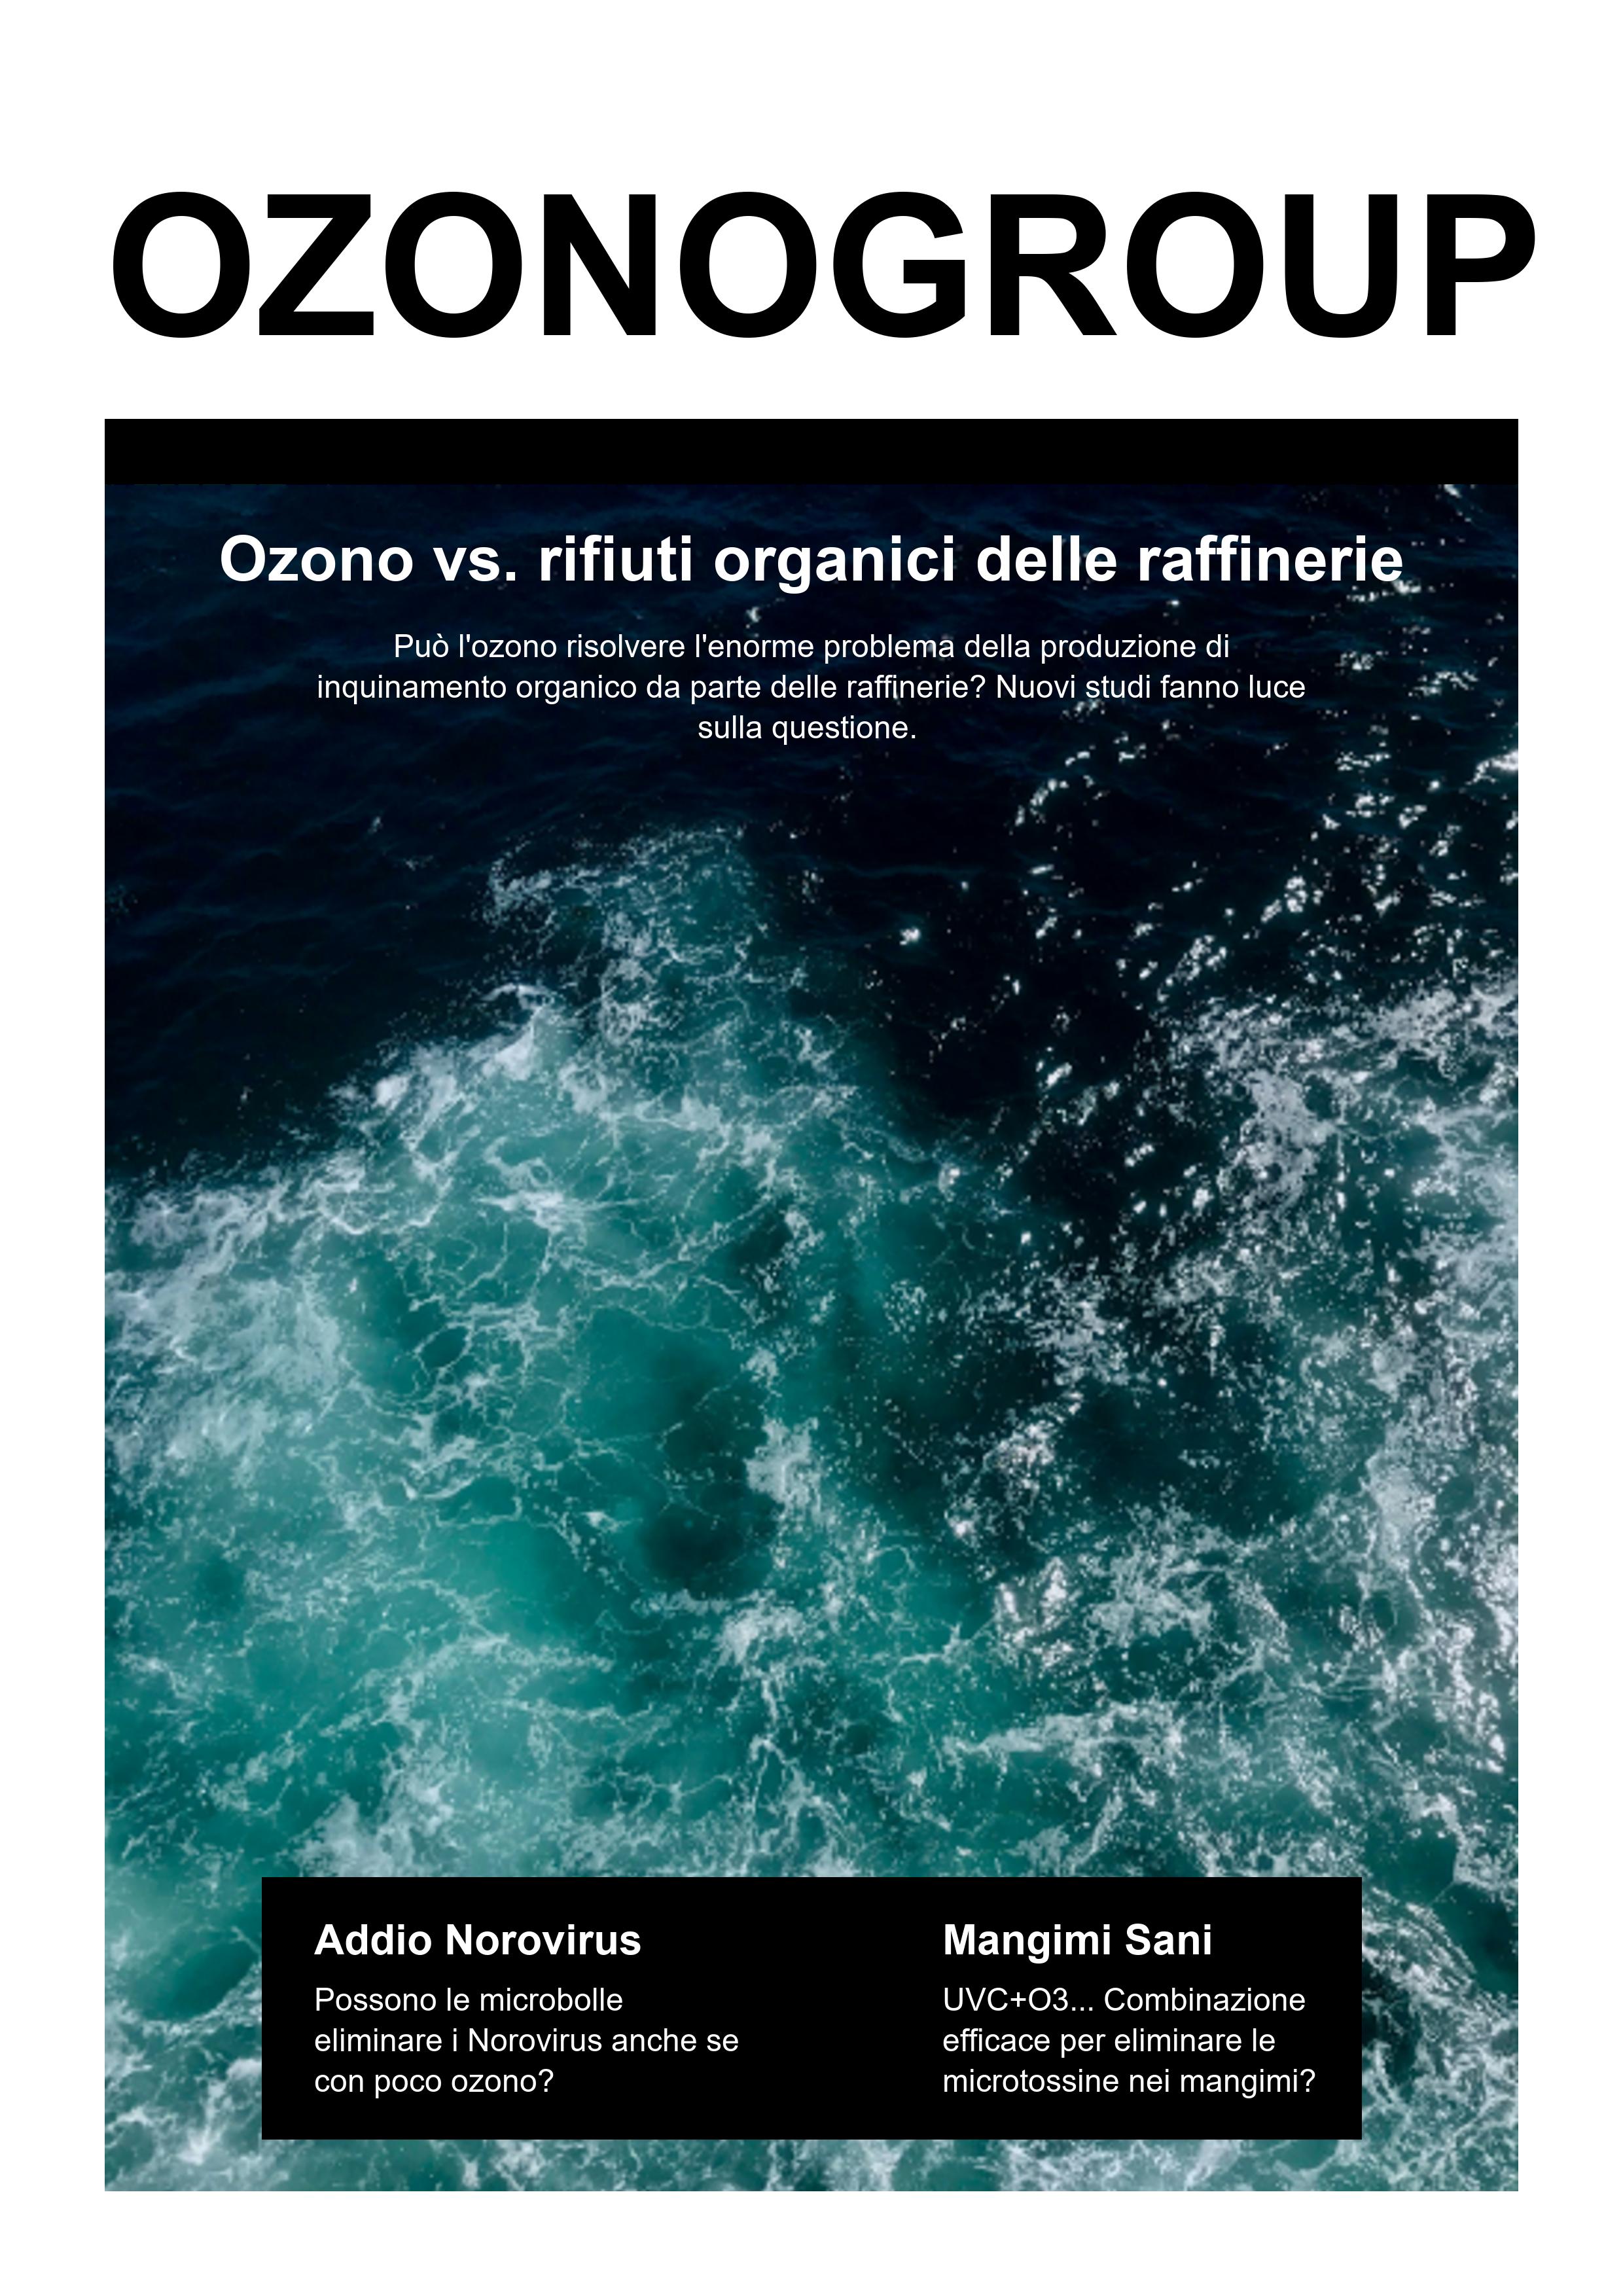 OZONOGROUP
Ozono vs. rifiuti organici delle raffinerie
Può l'ozono risolvere l'enorme problema della produzione di
inquinamento organico da parte delle raffinerie? Nuovi studi fanno luce
sulla questione.
Addio Norovirus
Possono le microbolle
eliminare i Norovirus anche se
con poco ozono?
Mangimi Sani
UVC+O3... Combinazione
efficace per eliminare le
microtossine nei mangimi?